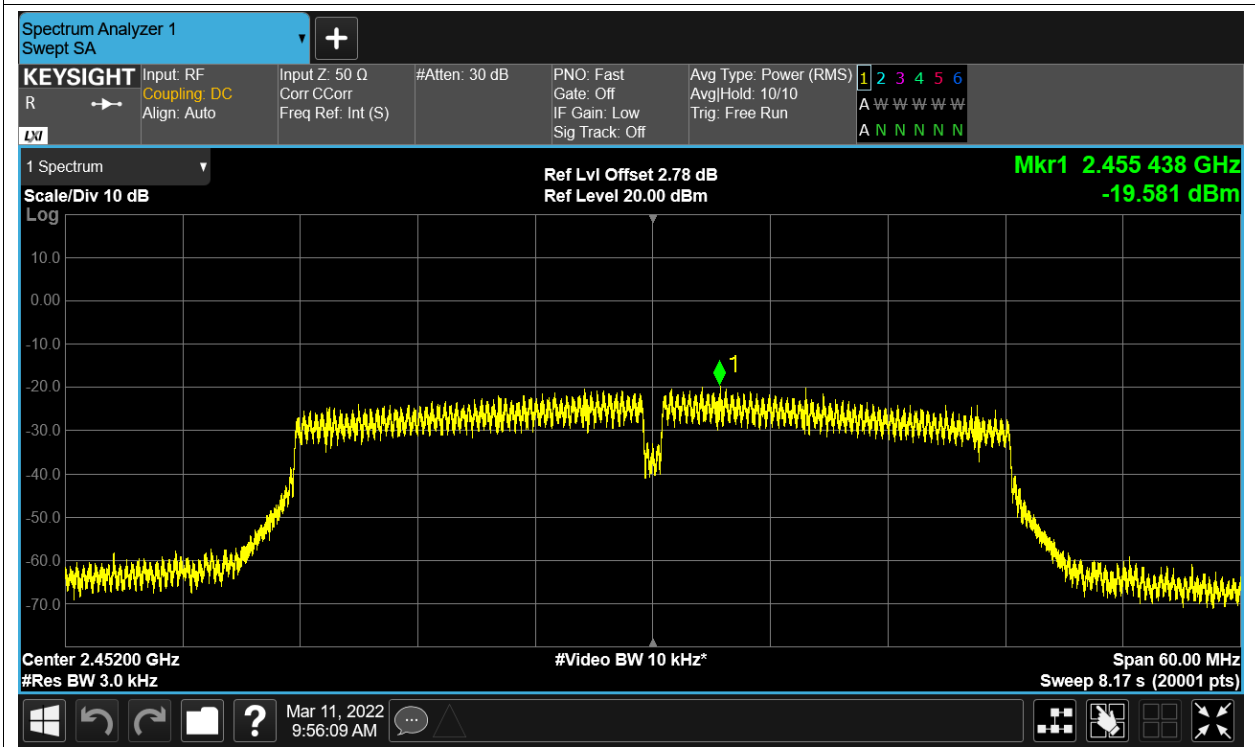 Spectrum Analyzer 1
Swept SA
+
KEYSIGHT
R
LXI
Input: RF
Coupling: DC
Align: Auto
Input Z: 50 Ω
Corr CCorr
Freq Ref: Int (S)
#Atten: 30 dB
PNO: Fast
Gate: Off
IF Gain: Low
Sig Track: Off
Avg Type: Power (RMS)
Avg|Hold: 10/10
Trig: Free Run
1 2 3 4 5 6
A W W W W W
A N N N N N
1 Spectrum
Scale/Div 10 dB
Log
Ref Lvl Offset 2.78 dB
Ref Level 20.00 dBm
Mkr1 2.455 438 GHz
-19.581 dBm
10.0
0.00
-10.0
-20.0
-30.0
-40.0
-50.0
-60.0
-70.0
1
Center 2.45200 GHz
#Res BW 3.0 kHz
#Video BW 10 kHz*
Span 60.00 MHz
Sweep 8.17 s (20001 pts)
?
Mar 11, 2022
9:56:09 AM